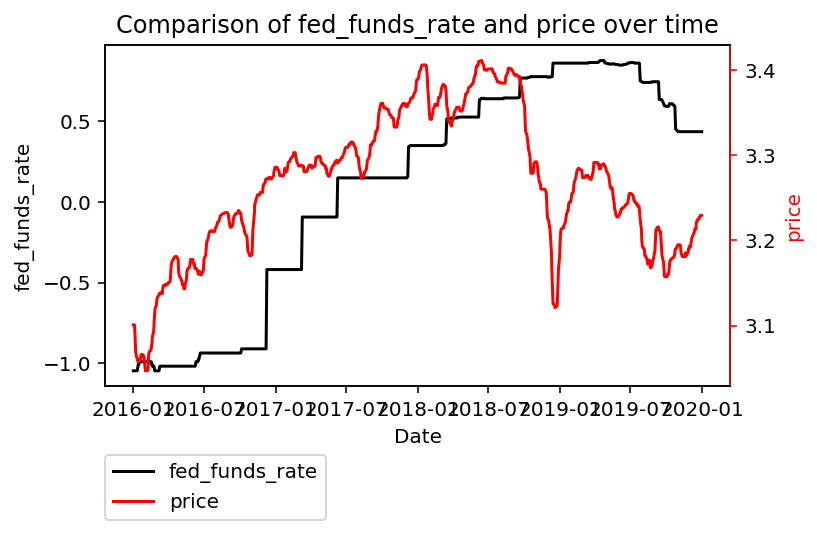 Comparison of fed_funds_rate and price over time
fed_funds_rate
0.5
0.0
−0.5
−1.0
3.4
3.3
3.2
3.1
price
2016-01 2016-07 2017-01 2017-07 2018-01 2018-07 2019-01 2019-07 2020-01
Date
fed_funds_rate
price